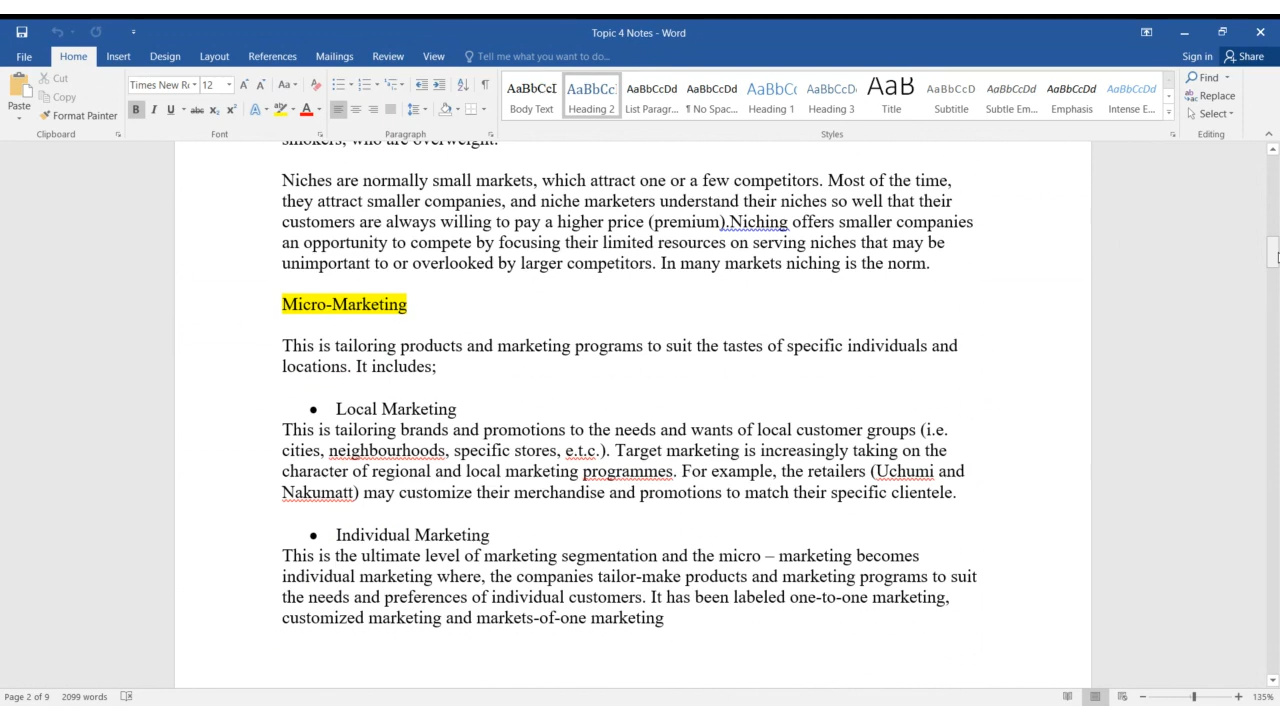 Topic 4 Notes - Word
File Home Insert Design Layout References Mailings Review View Tell me what you want to do... Sign in Share
Paste Cut Copy Format Painter Clipboard
Times New Ro 12 Font
Paragraph
AaBbCcI AaBbCc: AaBbCcDd AaBbCcDd AaBbCc AaBbCcD: AaB AaBbCcD AaBbCcDd AaBbCcDd AaBbCcDd
Body Text Heading 2 List Paragr... ¶ No Spac... Heading 1 Heading 3 Title Subtitle Subtle Em... Emphasis Intense E...
Styles
Find Replace Select Editing
smokers, who are overweight.
Niches are normally small markets, which attract one or a few competitors. Most of the time,
they attract smaller companies, and niche marketers understand their niches so well that their
customers are always willing to pay a higher price (premium).Niching offers smaller companies
an opportunity to compete by focusing their limited resources on serving niches that may be
unimportant to or overlooked by larger competitors. In many markets niching is the norm.
Micro-Marketing
This is tailoring products and marketing programs to suit the tastes of specific individuals and
locations. It includes;
• Local Marketing
This is tailoring brands and promotions to the needs and wants of local customer groups (i.e.
cities, neighbourhoods, specific stores, e.t.c.). Target marketing is increasingly taking on the
character of regional and local marketing programmes. For example, the retailers (Uchumi and
Nakumatt) may customize their merchandise and promotions to match their specific clientele.
• Individual Marketing
This is the ultimate level of marketing segmentation and the micro – marketing becomes
individual marketing where, the companies tailor-make products and marketing programs to suit
the needs and preferences of individual customers. It has been labeled one-to-one marketing,
customized marketing and markets-of-one marketing
Page 2 of 9 2099 words 135%